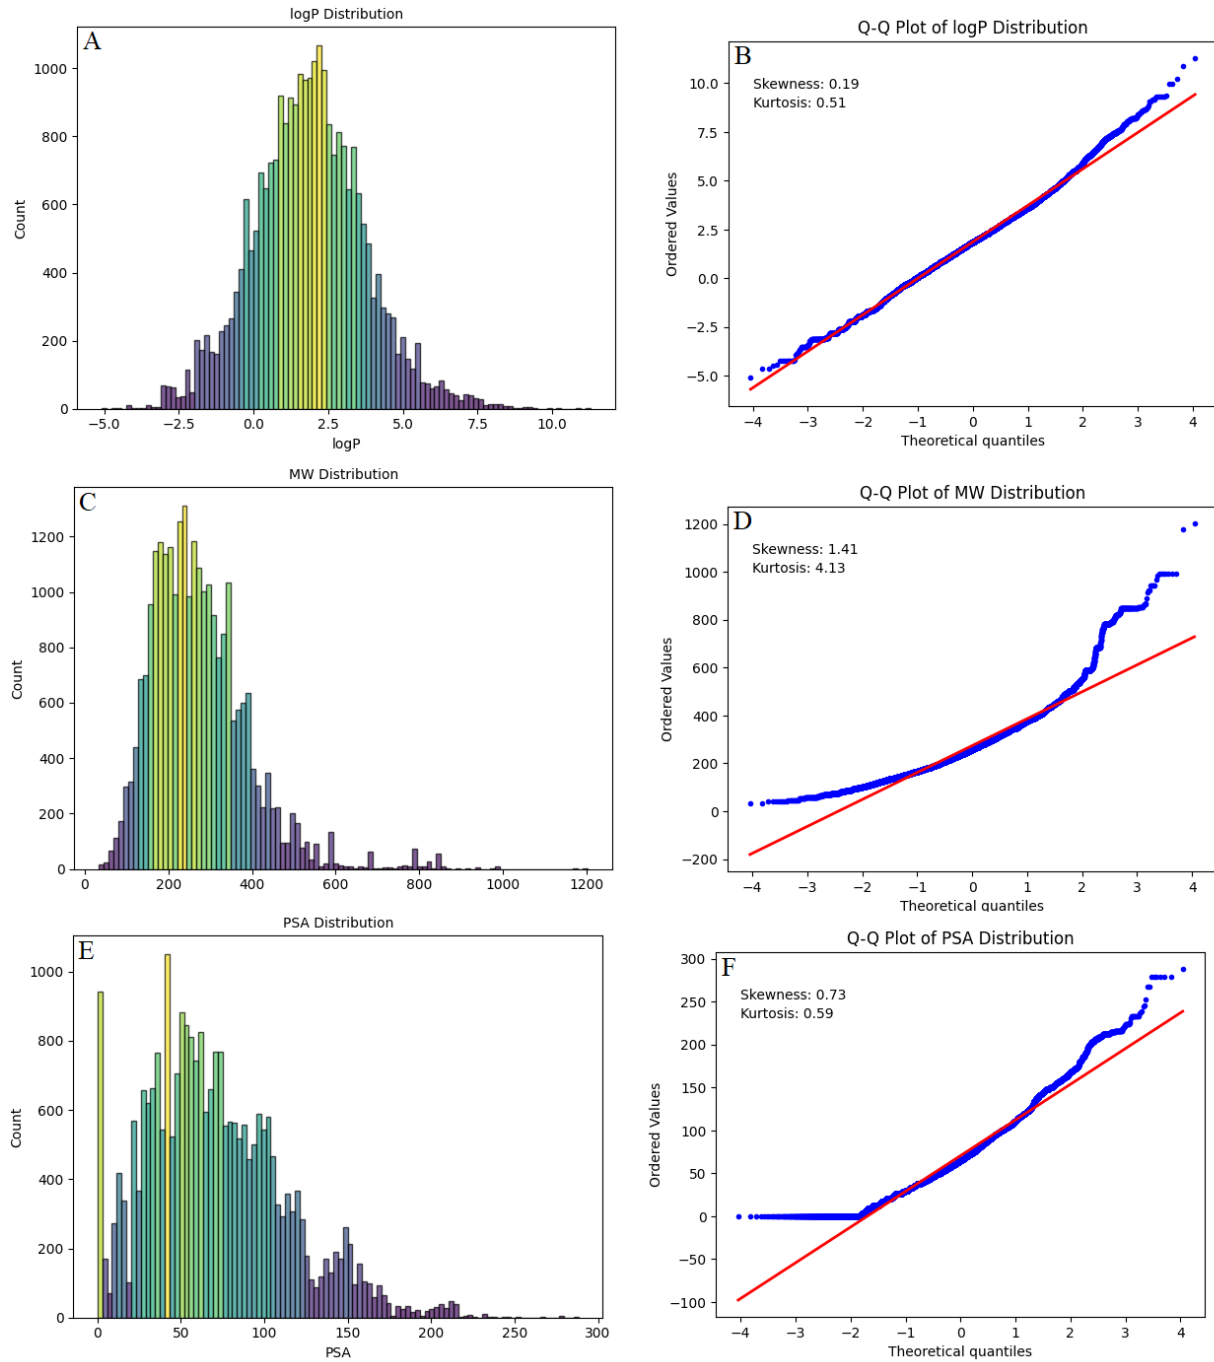 logP Distribution
A
1000
800
600
400
200
0
Count
−5.0 −2.5 0.0 2.5 5.0 7.5 10.0
logP
Q-Q Plot of logP Distribution
B
Skewness: 0.19
Kurtosis: 0.51
10.0
7.5
5.0
2.5
0.0
−2.5
−5.0
Ordered Values
−4 −3 −2 −1 0 1 2 3 4
Theoretical quantiles
MW Distribution
C
1200
1000
800
600
400
200
0
Count
0 200 400 600 800 1000 1200
Q-Q Plot of MW Distribution
D
Skewness: 1.41
Kurtosis: 4.13
1200
1000
800
600
400
200
0
−200
Ordered Values
−4 −3 −2 −1 0 1 2 3 4
Theoretical quantiles
PSA Distribution
E
1000
800
600
400
200
0
Count
0 50 100 150 200 250 300
PSA
Q-Q Plot of PSA Distribution
F
Skewness: 0.73
Kurtosis: 0.59
300
250
200
150
100
50
0
−50
−100
Ordered Values
−4 −3 −2 −1 0 1 2 3 4
Theoretical quantiles